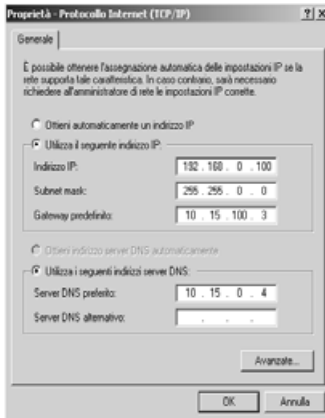 Proprietà - Protocollo Internet (TCP/IP)
Generale
È possibile ottenere l'assegnazione automatica delle impostazioni IP se la
rete supporta tale caratteristica. In caso contrario, sarà necessario
richiedere all'amministratore di rete le impostazioni IP corrette.
Ottieni automaticamente un indirizzo IP
Utilizza il seguente indirizzo IP:
Indirizzo IP: 192 . 168 . 0 . 100
Subnet mask: 255 . 255 . 0 . 0
Gateway predefinito: 10 . 15 . 100 . 3
Ottieni indirizzo server DNS automaticamente
Utilizza i seguenti indirizzi server DNS:
Server DNS preferito: 10 . 15 . 0 . 4
Server DNS alternativo: . . .
Avanzate...
OK Annulla